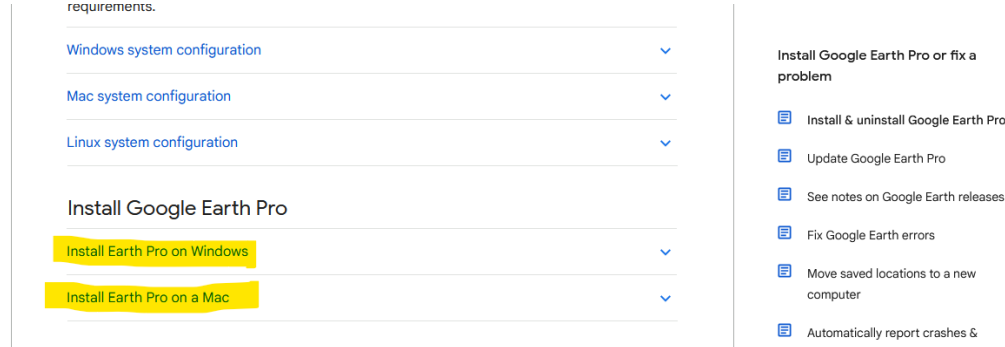 requirements.
Windows system configuration
Mac system configuration
Linux system configuration
Install Google Earth Pro
Install Earth Pro on Windows
Install Earth Pro on a Mac
Install Google Earth Pro or fix a
problem
Install & uninstall Google Earth Pro
Update Google Earth Pro
See notes on Google Earth releases
Fix Google Earth errors
Move saved locations to a new
computer
Automatically report crashes &